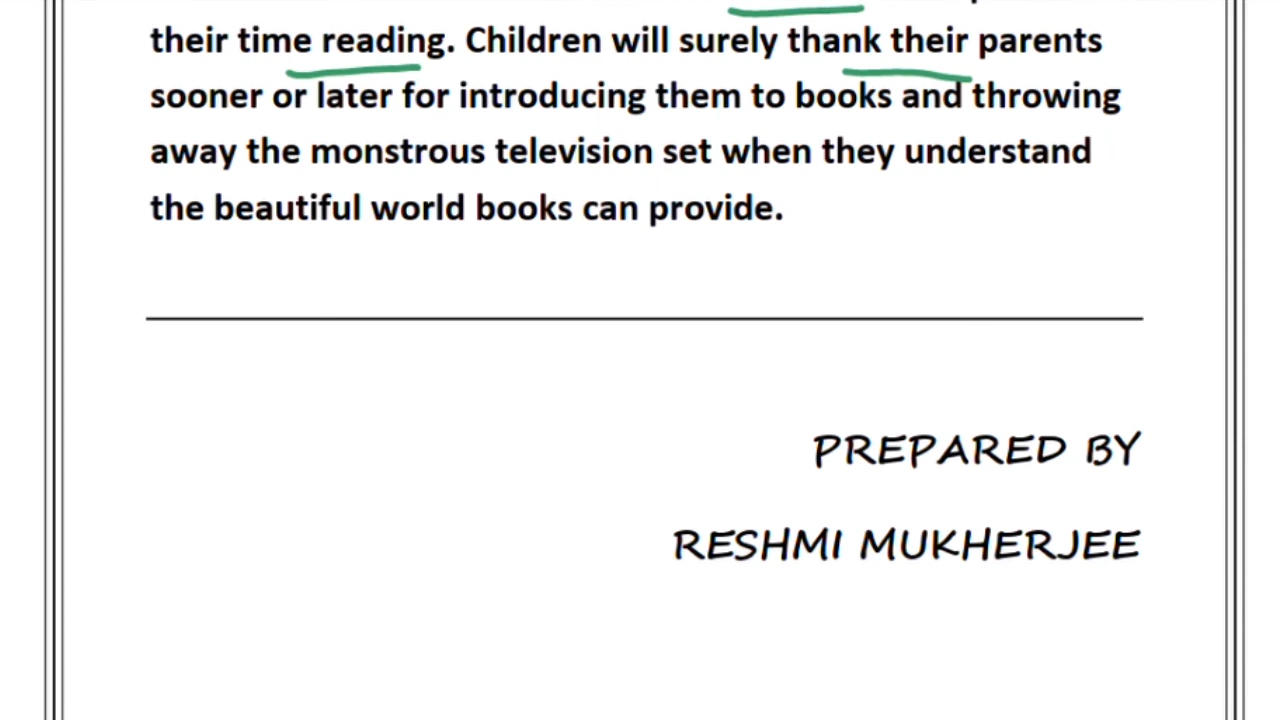 their time reading. Children will surely thank their parents
sooner or later for introducing them to books and throwing
away the monstrous television set when they understand
the beautiful world books can provide.
PREPARED BY
RESHMI MUKHERJEE